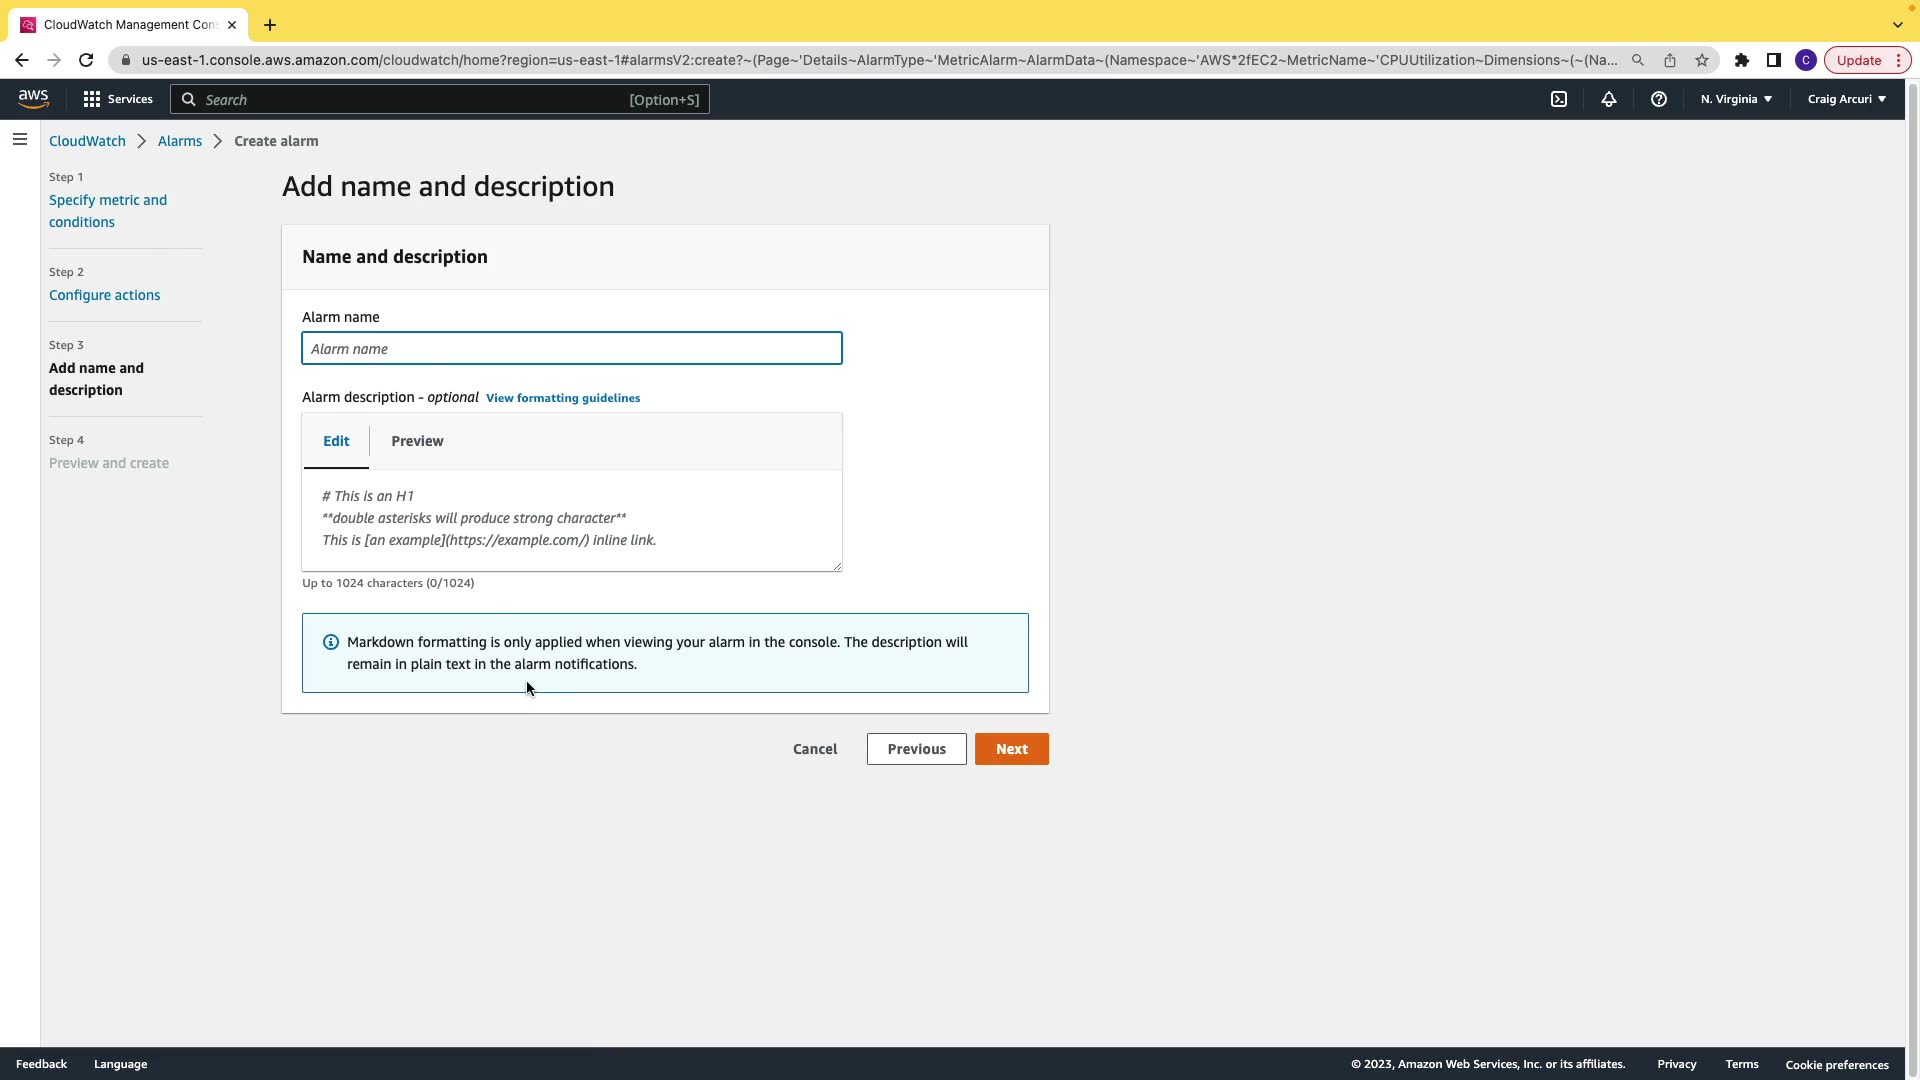 CloudWatch Management Con
us-east-1.console.aws.amazon.com/cloudwatch/home?region=us-east-1#alarmsV2:create?~(Page~'Details~AlarmType~'MetricAlarm~AlarmData~(Namespace~'AWS*2fEC2~MetricName~'CPUUtilization~Dimensions~(~(Na...
C
Update
aws
Services
Search
[Option+S]
N. Virginia
Craig Arcuri
CloudWatch
Alarms
Create alarm
Step 1
Specify metric and
conditions
Step 2
Configure actions
Step 3
Add name and
description
Step 4
Preview and create
Add name and description
Name and description
Alarm name
Alarm name
Alarm description - optional View formatting guidelines
Edit
Preview
# This is an H1
**double asterisks will produce strong character**
This is [an example](https://example.com/) inline link.
Up to 1024 characters (0/1024)
Markdown formatting is only applied when viewing your alarm in the console. The description will
remain in plain text in the alarm notifications.
Cancel
Previous
Next
Feedback
Language
© 2023, Amazon Web Services, Inc. or its affiliates.
Privacy
Terms
Cookie preferences